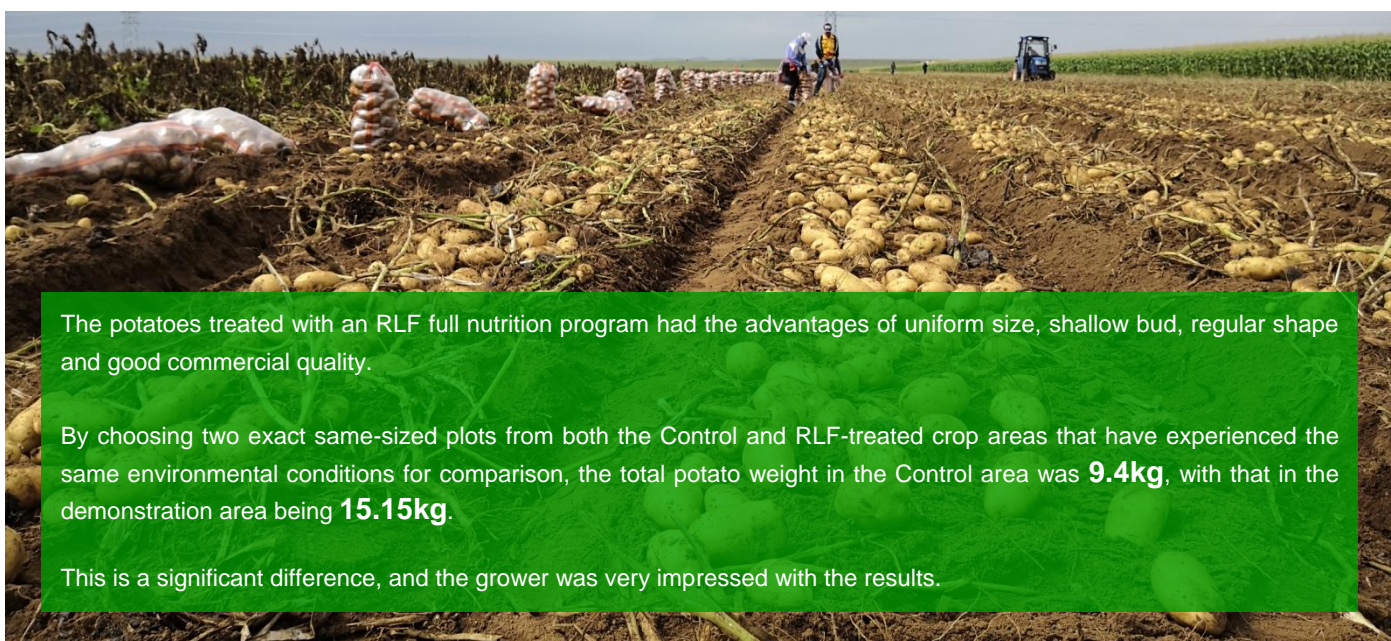 The potatoes treated with an RLF full nutrition program had the advantages of uniform size, shallow bud, regular shape
and good commercial quality.
By choosing two exact same-sized plots from both the Control and RLF-treated crop areas that have experienced the
same environmental conditions for comparison, the total potato weight in the Control area was 9.4kg, with that in the
demonstration area being 15.15kg.
This is a significant difference, and the grower was very impressed with the results.